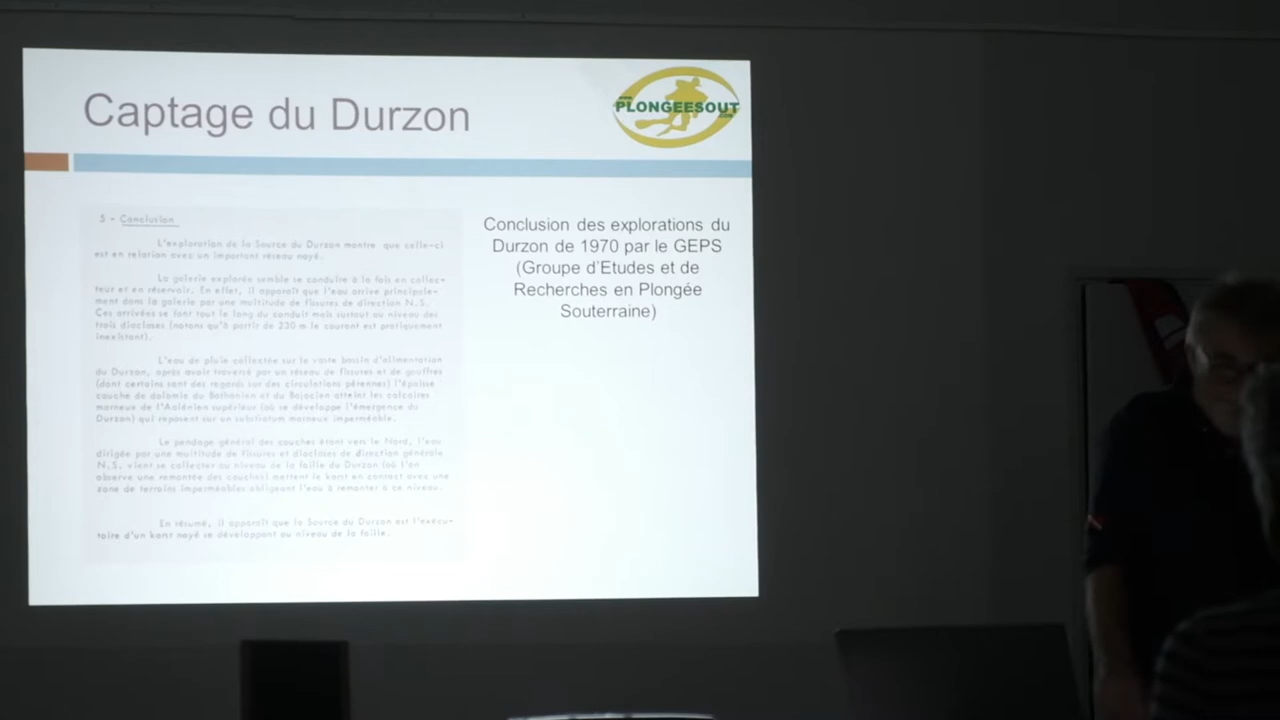 Captage du Durzon
www.
PLONGEESOUT
.com
5 - Conclusion
L'exploration de la Source du Durzon montre que celle-ci
est en relation avec un important réseau noyé.
La galerie explorée semble se conduire à la fois en collec-
teur et en réservoir. En effet, il apparaît que l'eau arrive principale-
ment dans la galerie par une multitude de fissures de direction N.S.
Ces arrivées se font tout le long du conduit mais surtout au niveau des
trois diaclases (notons qu'à partir de 230 m le courant est pratiquement
inexistant).
L'eau de pluie collectée sur le vaste bassin d'alimentation
du Durzon, après avoir traversé par un réseau de fissures et de gouffres
(dont certains sont des regards sur des circulations pérennes) l'épaisse
couche de dolomie du Bathonien et du Bajocien atteint les calcaires
marneux de l'Aalénien supérieur (où se développe l'émergence du
Durzon) qui reposent sur un substratum marneux imperméable.
Le pendage général des couches étant vers le Nord, l'eau
dirigée par une multitude de fissures et diaclases de direction générale
N.S. vient se collecter au niveau de la faille du Durzon (où l'on
observe une remontée des couches) mettant le karst en contact avec une
zone de terrains imperméables obligeant l'eau à remonter à ce niveau.
En résumé, il apparaît que la Source du Durzon est l'exécu-
toire d'un karst noyé se développant au niveau de la faille.
Conclusion des explorations du
Durzon de 1970 par le GEPS
(Groupe d'Etudes et de
Recherches en Plongée
Souterraine)